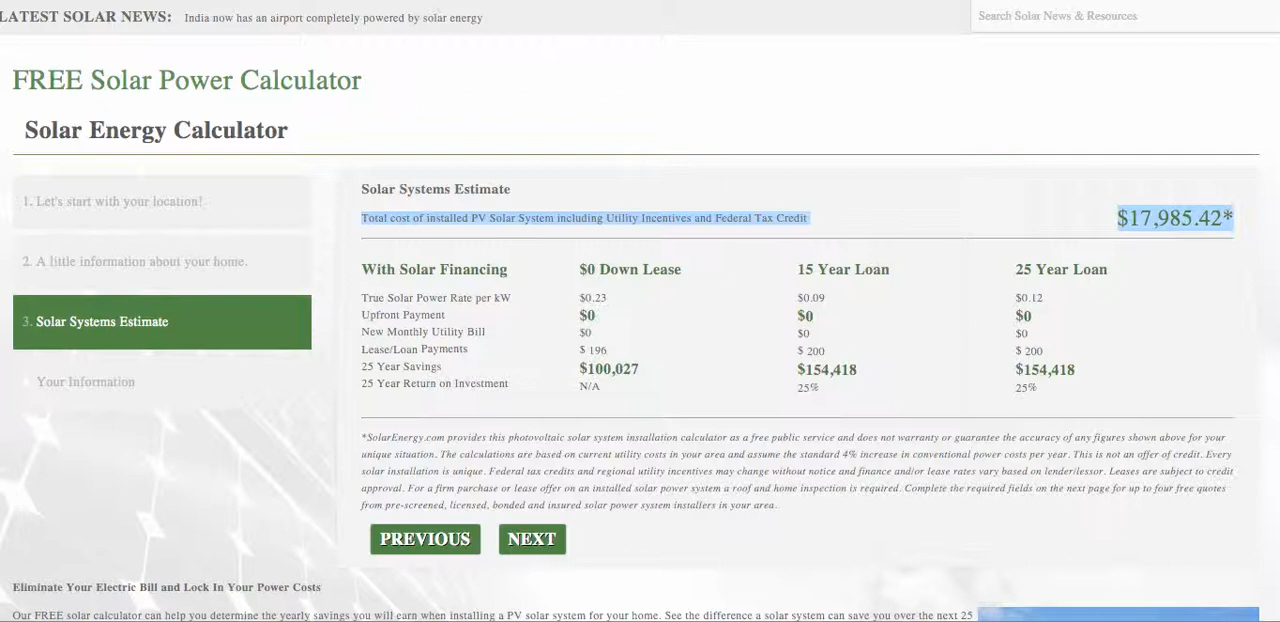 LATEST SOLAR NEWS: India now has an airport completely powered by solar energy
Search Solar News & Resources
FREE Solar Power Calculator
Solar Energy Calculator
1. Let's start with your location!
2. A little information about your home.
3. Solar Systems Estimate
Your Information
Solar Systems Estimate
Total cost of installed PV Solar System including Utility Incentives and Federal Tax Credit $17,985.42*
With Solar Financing $0 Down Lease 15 Year Loan 25 Year Loan
True Solar Power Rate per kW $0.23 $0.09 $0.12
Upfront Payment $0 $0 $0
New Monthly Utility Bill $0 $0 $0
Lease/Loan Payments $ 196 $ 200 $ 200
25 Year Savings $100,027 $154,418 $154,418
25 Year Return on Investment N/A 25% 25%
*SolarEnergy.com provides this photovoltaic solar system installation calculator as a free public service and does not warranty or guarantee the accuracy of any figures shown above for your
unique situation. The calculations are based on current utility costs in your area and assume the standard 4% increase in conventional power costs per year. This is not an offer of credit. Every
solar installation is unique. Federal tax credits and regional utility incentives may change without notice and finance and/or lease rates vary based on lender/lessor. Leases are subject to credit
approval. For a firm purchase or lease offer on an installed solar power system a roof and home inspection is required. Complete the required fields on the next page for up to four free quotes
from pre-screened, licensed, bonded and insured solar power system installers in your area.
PREVIOUS NEXT
Eliminate Your Electric Bill and Lock In Your Power Costs
Our FREE solar calculator can help you determine the yearly savings you will earn when installing a PV solar system for your home. See the difference a solar system can save you over the next 25